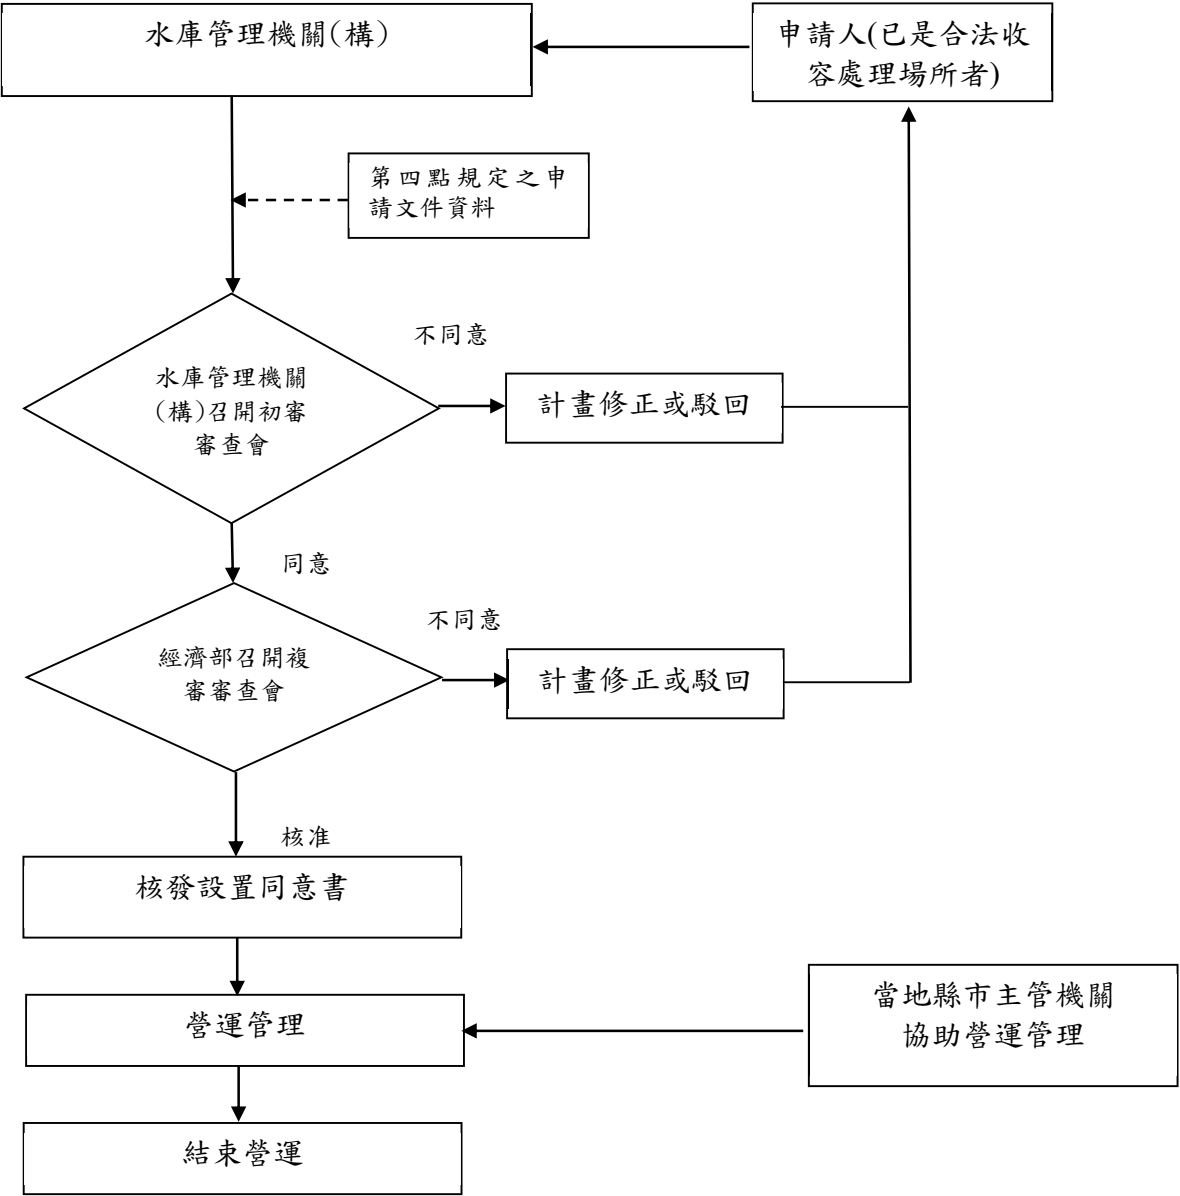 水庫管理機關(構)
申請人(已是合法收
容處理場所者)
第四點規定之申
請文件資料
不同意
水庫管理機關
(構)召開初審
審查會
計畫修正或駁回
同意
不同意
經濟部召開複
審審查會
計畫修正或駁回
核准
核發設置同意書
營運管理
當地縣市主管機關
協助營運管理
結束營運